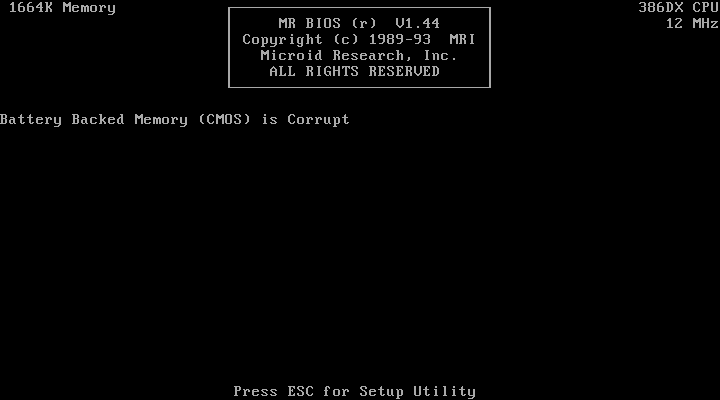 1664K Memory
386DX CPU
12 MHz
MR BIOS (r) V1.44
Copyright (c) 1989-93 MRI
Microid Research, Inc.
ALL RIGHTS RESERVED
Battery Backed Memory (CMOS) is Corrupt
Press ESC for Setup Utility